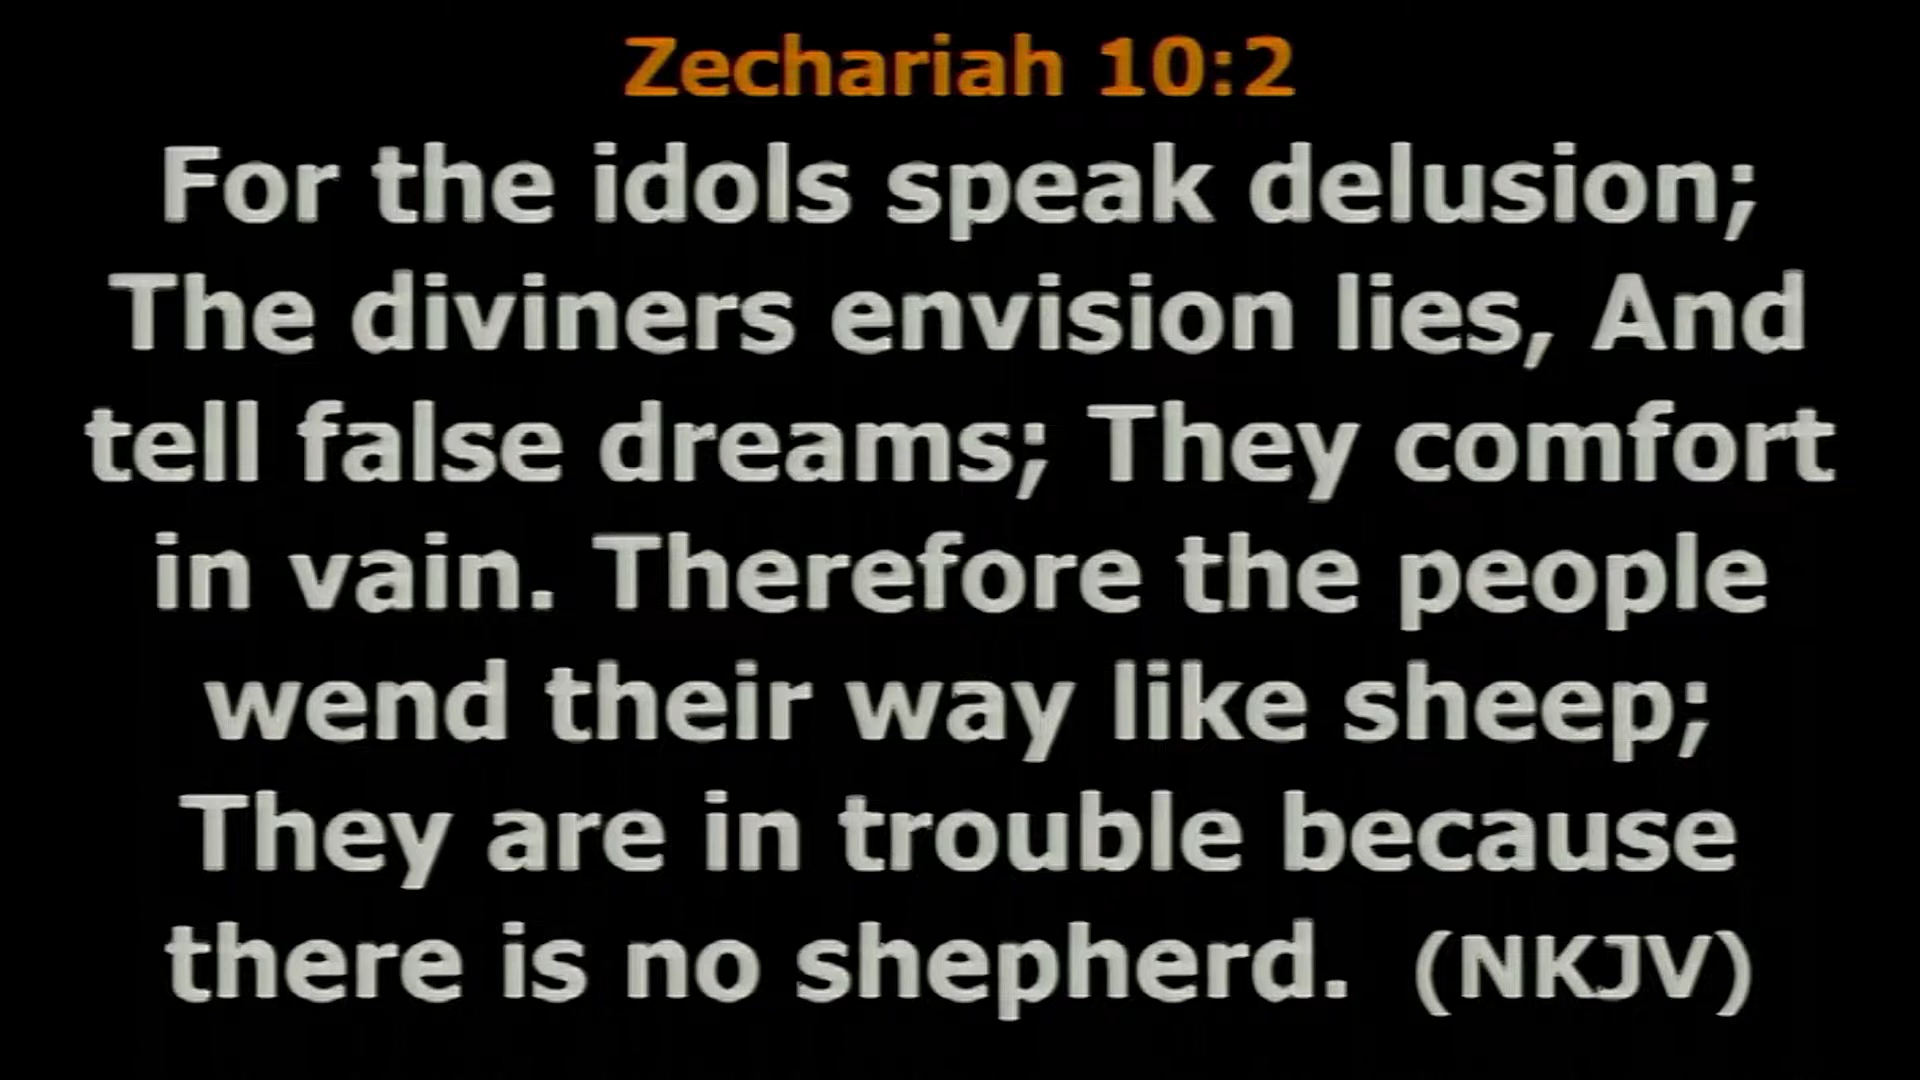 Zechariah 10:2
For the idols speak delusion;
The diviners envision lies, And
tell false dreams; They comfort
in vain. Therefore the people
wend their way like sheep;
They are in trouble because
there is no shepherd. (NKJV)